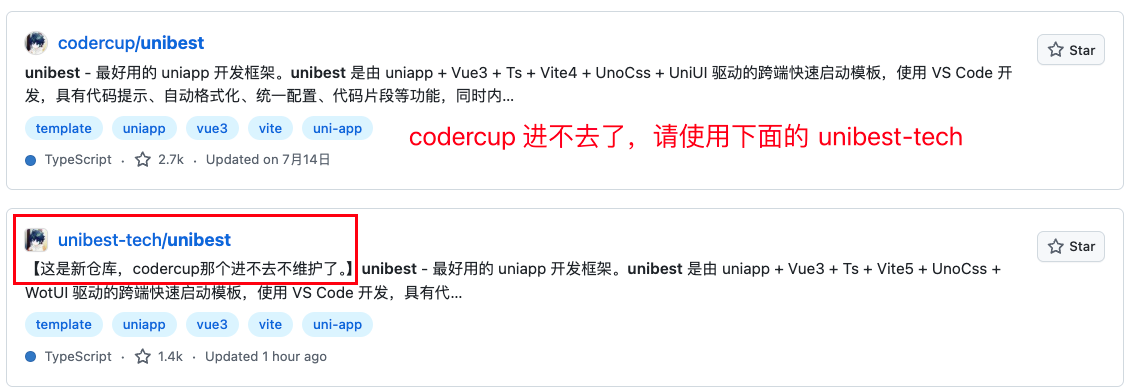 codercup/unibest
Star
unibest - 最好用的 uniapp 开发框架。unibest 是由 uniapp + Vue3 + Ts + Vite4 + UnoCss + UniUI 驱动的跨端快速启动模板，使用 VS Code 开
发，具有代码提示、自动格式化、统一配置、代码片段等功能，同时内...
template uniapp vue3 vite uni-app
codercup 进不去了，请使用下面的 unibest-tech
TypeScript · 2.7k · Updated on 7月14日
unibest-tech/unibest
Star
【这是新仓库，codercup那个进不去不维护了。】unibest - 最好用的 uniapp 开发框架。unibest 是由 uniapp + Vue3 + Ts + Vite5 + UnoCss +
WotUI 驱动的跨端快速启动模板，使用 VS Code 开发，具有代...
template uniapp vue3 vite uni-app
TypeScript · 1.4k · Updated 1 hour ago